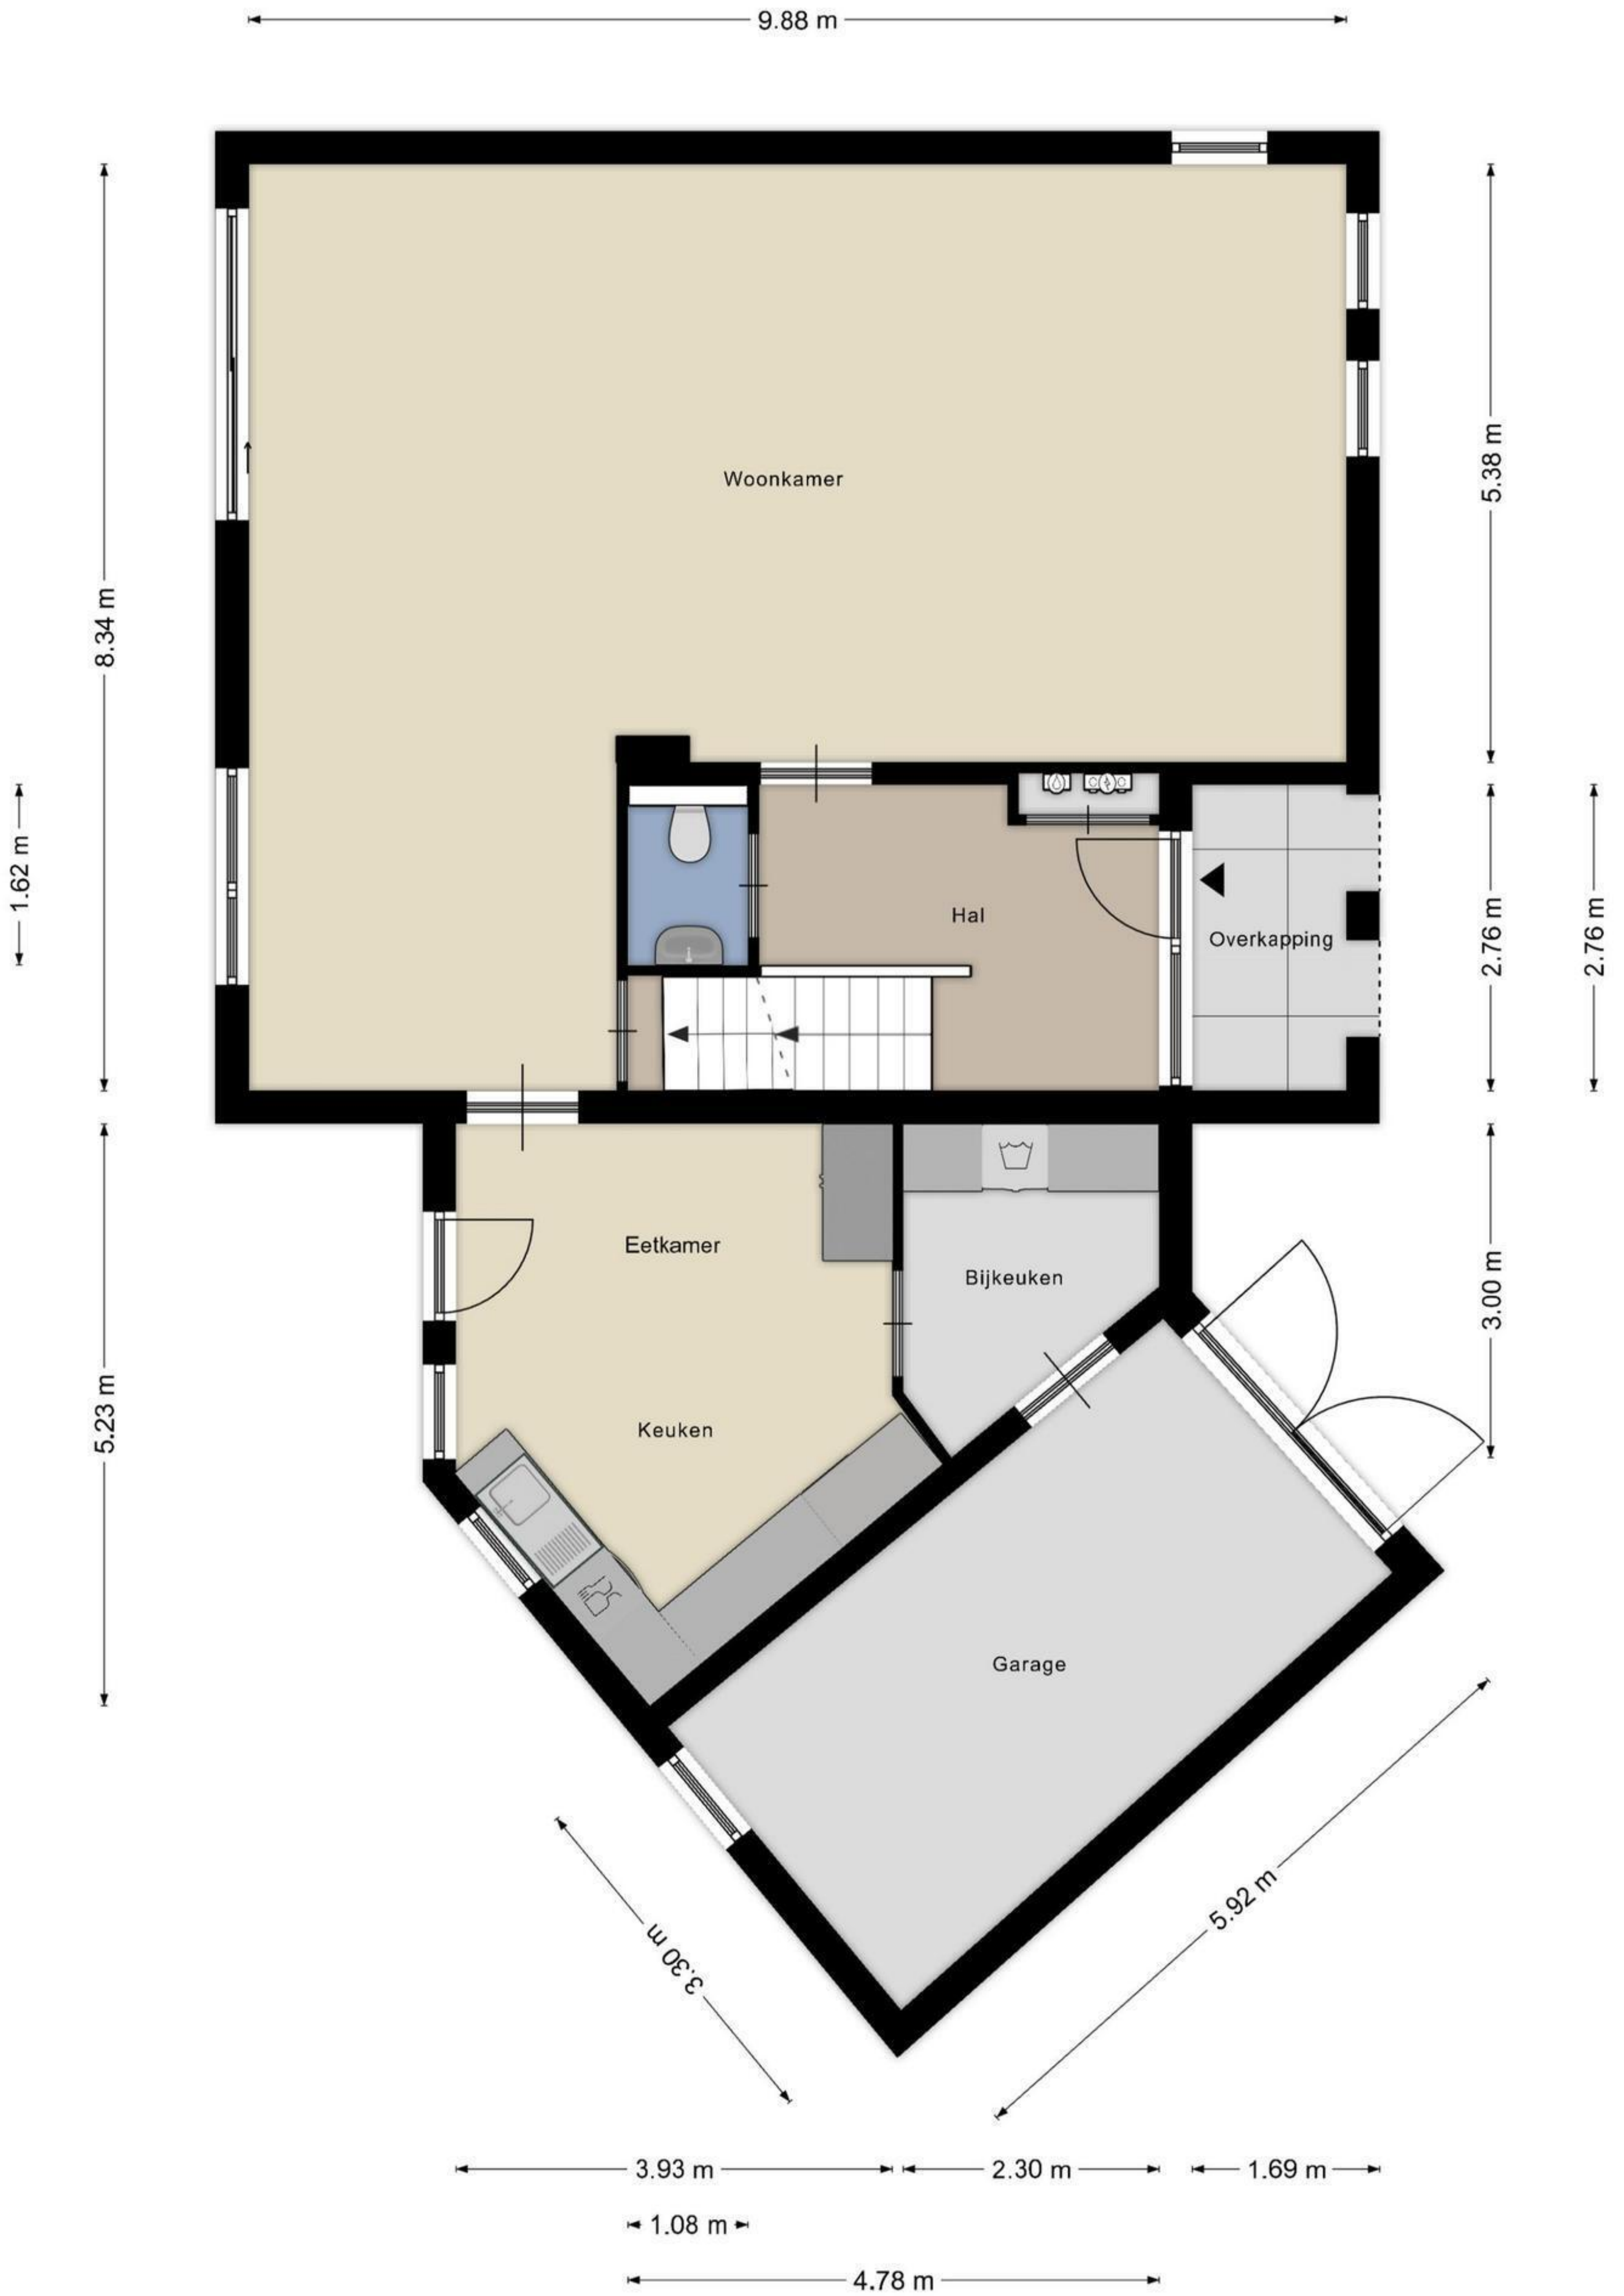 9.88 m
Woonkamer
5.38 m
8.34 m
1.62 m
Hal
Overkapping
2.76 m
2.76 m
Eetkamer
Bijkeuken
3.00 m
5.23 m
Keuken
Garage
5.92 m
3.30 m
3.93 m
2.30 m
1.69 m
1.08 m
4.78 m